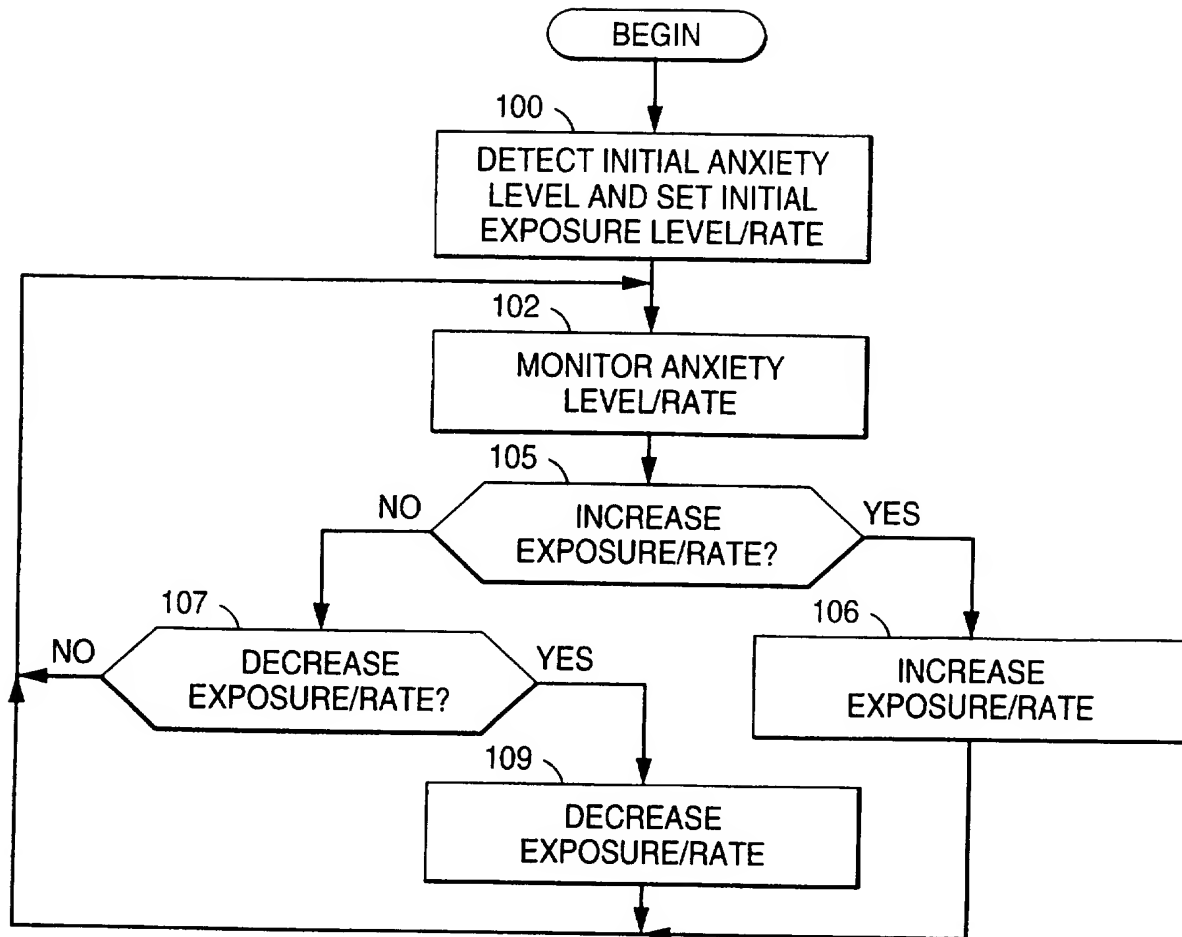 BEGIN
100
DETECT INITIAL ANXIETY
LEVEL AND SET INITIAL
EXPOSURE LEVEL/RATE
102
MONITOR ANXIETY
LEVEL/RATE
105
NO
INCREASE
EXPOSURE/RATE?
YES
107
NO
DECREASE
EXPOSURE/RATE?
YES
106
INCREASE
EXPOSURE/RATE
109
DECREASE
EXPOSURE/RATE